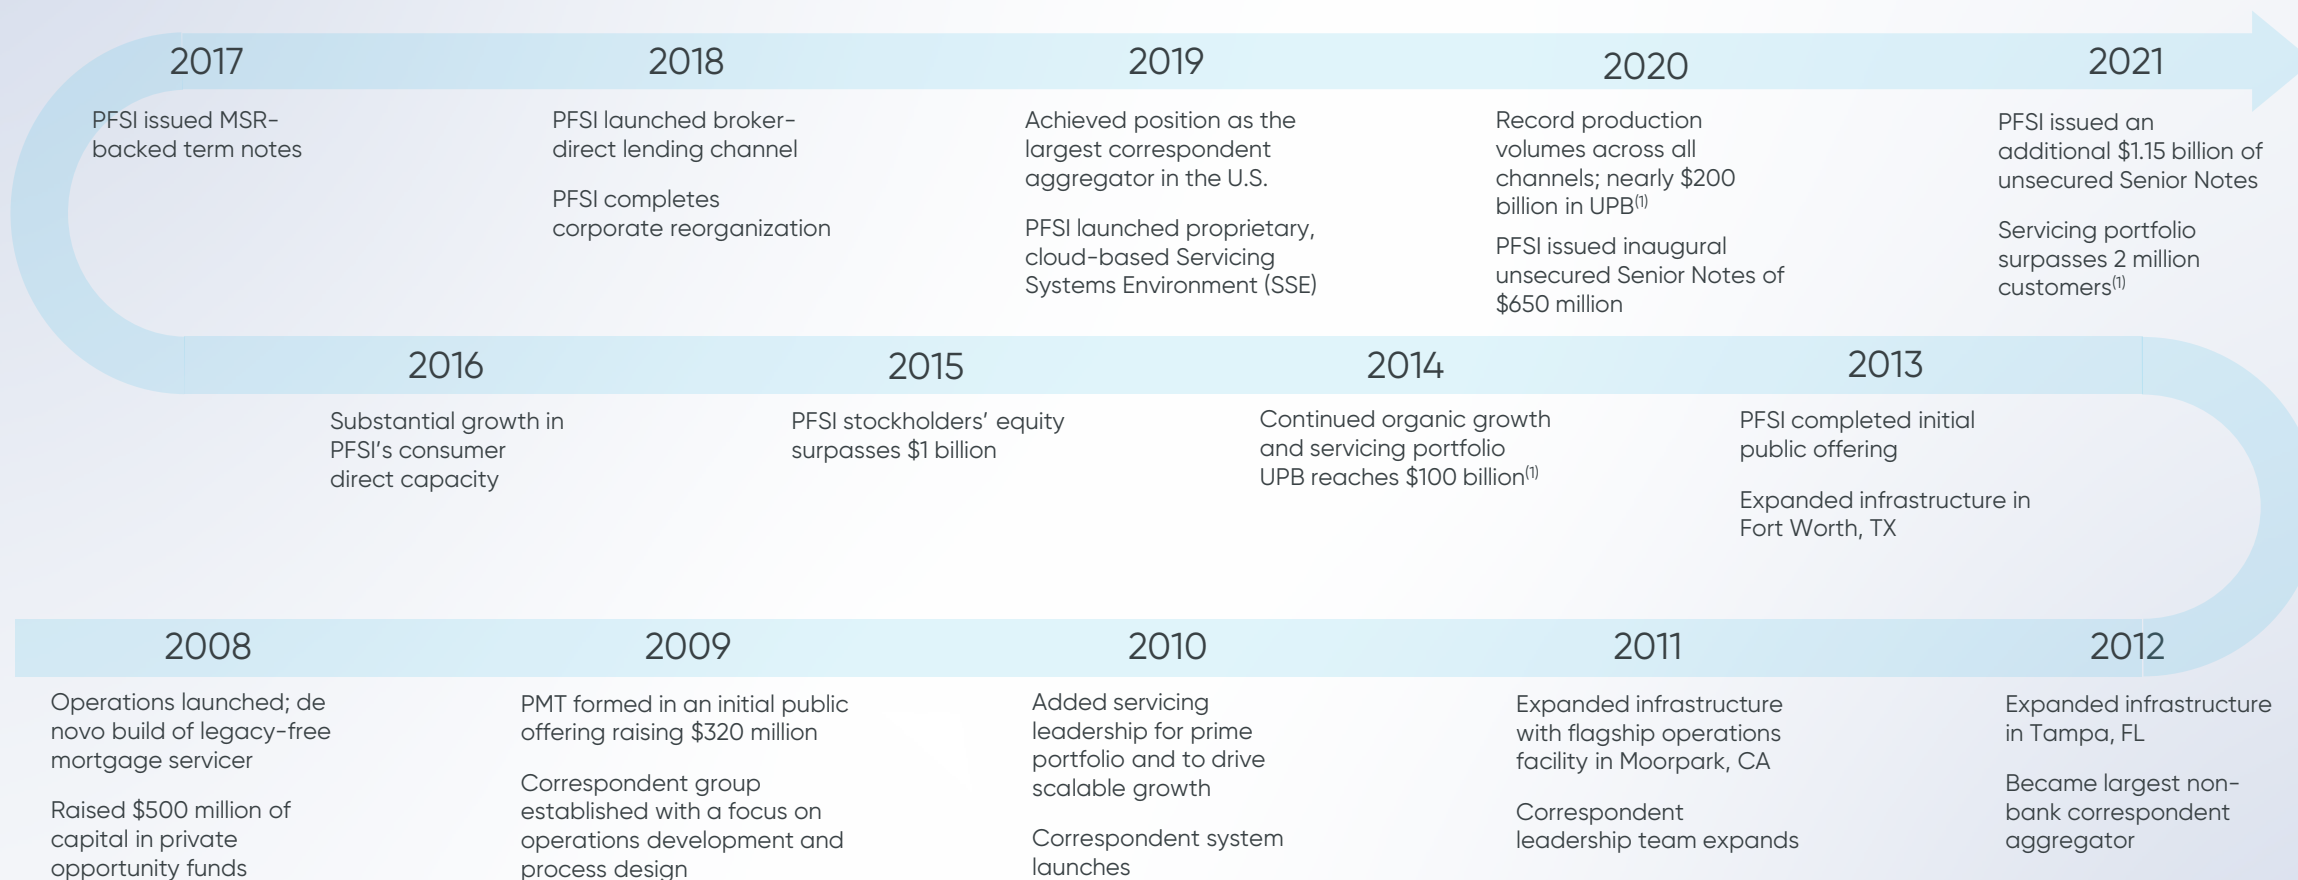 2017
PFSI issued MSR-
backed term notes
2018
PFSI launched broker-
direct lending channel
PFSI completes
corporate reorganization
2019
Achieved position as the
largest correspondent
aggregator in the U.S.
PFSI launched proprietary,
cloud-based Servicing
Systems Environment (SSE)
2020
Record production
volumes across all
channels; nearly $200
billion in UPB(1)
PFSI issued inaugural
unsecured Senior Notes of
$650 million
2021
PFSI issued an
additional $1.15 billion of
unsecured Senior Notes
Servicing portfolio
surpasses 2 million
customers(1)
2016
Substantial growth in
PFSI's consumer
direct capacity
2015
PFSI stockholders' equity
surpasses $1 billion
2014
Continued organic growth
and servicing portfolio
UPB reaches $100 billion(1)
2013
PFSI completed initial
public offering
Expanded infrastructure in
Fort Worth, TX
2008
Operations launched; de
novo build of legacy-free
mortgage servicer
Raised $500 million of
capital in private
opportunity funds
2009
PMT formed in an initial public
offering raising $320 million
Correspondent group
established with a focus on
operations development and
process design
2010
Added servicing
leadership for prime
portfolio and to drive
scalable growth
Correspondent system
launches
2011
Expanded infrastructure
with flagship operations
facility in Moorpark, CA
Correspondent
leadership team expands
2012
Expanded infrastructure
in Tampa, FL
Became largest non-
bank correspondent
aggregator